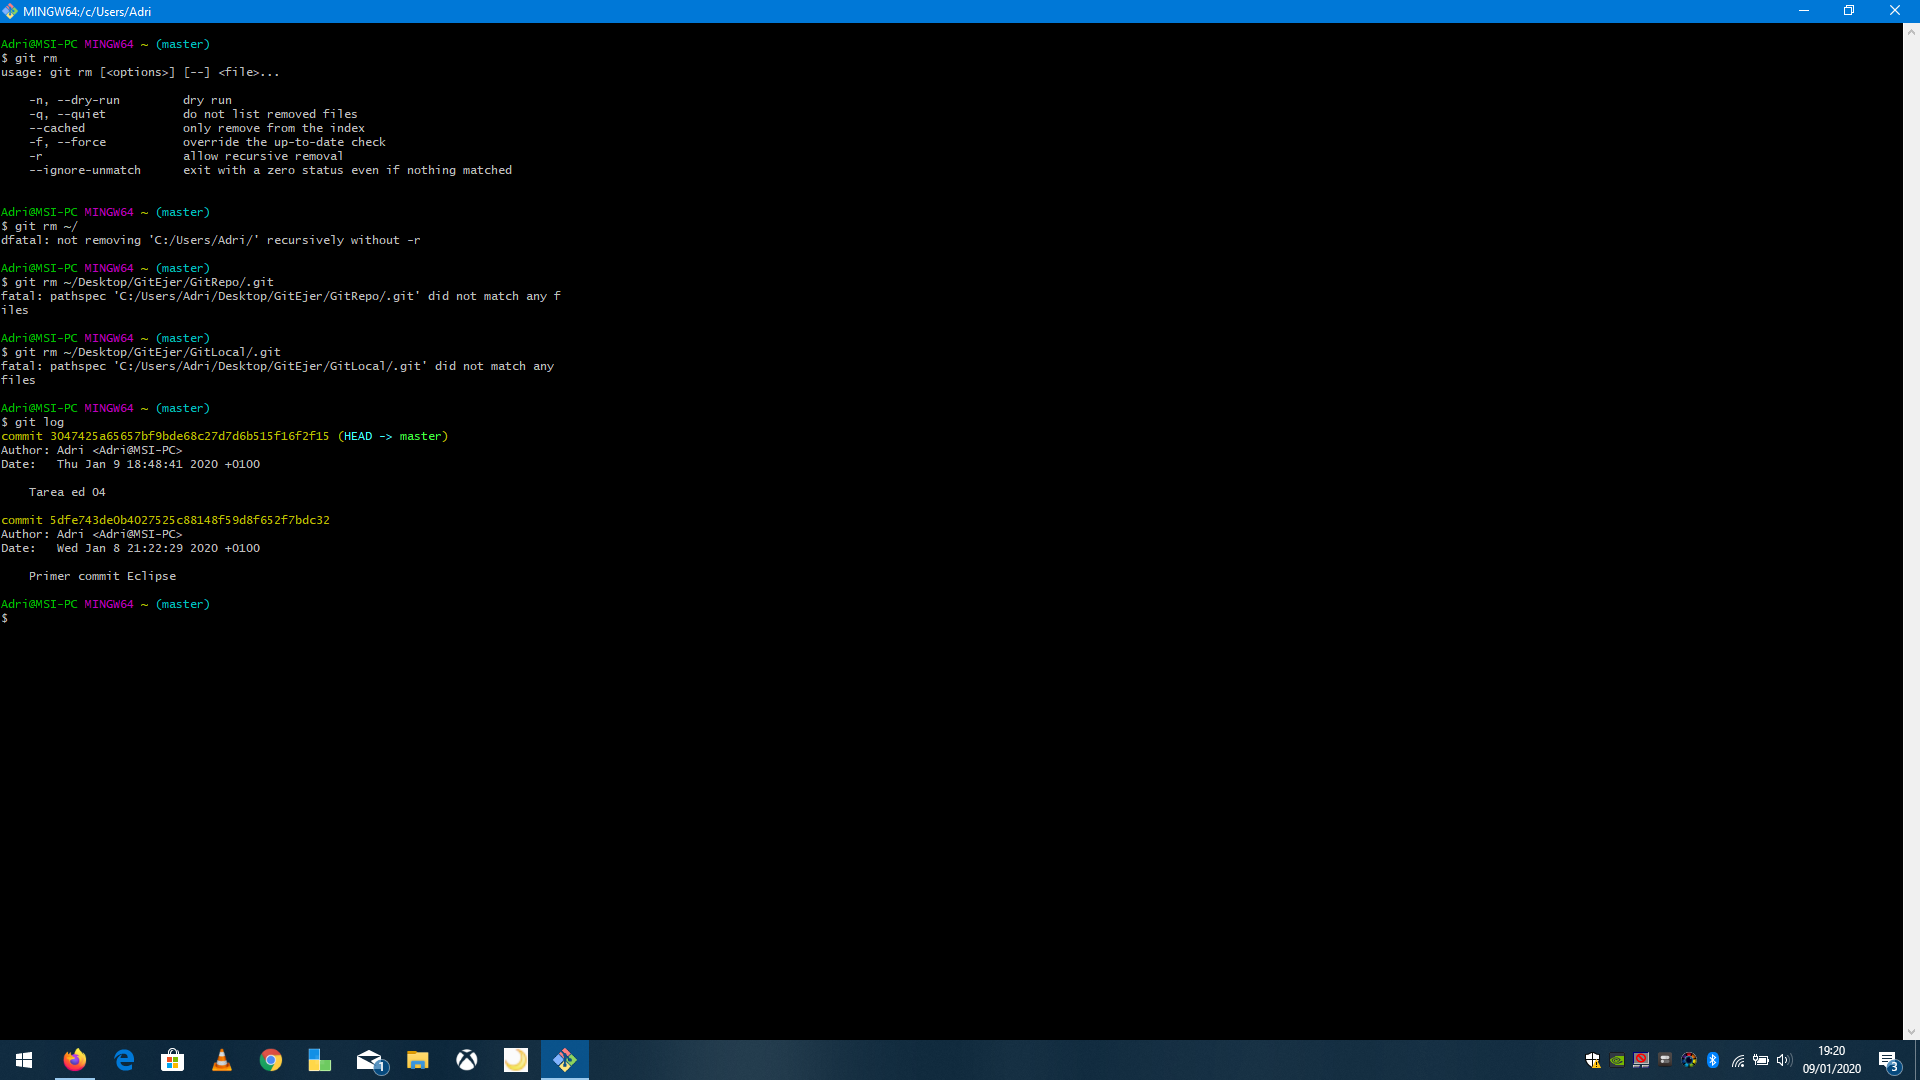 MINGW64:/c/Users/Adri
Adri@MSI-PC MINGW64 ~ (master)
$ git rm
usage: git rm [<options>] [--] <file>...
-n, --dry-run dry run
-q, --quiet do not list removed files
--cached only remove from the index
-f, --force override the up-to-date check
-r allow recursive removal
--ignore-unmatch exit with a zero status even if nothing matched
Adri@MSI-PC MINGW64 ~ (master)
$ git rm ~/
dfatal: not removing 'C:/Users/Adri/' recursively without -r
Adri@MSI-PC MINGW64 ~ (master)
$ git rm ~/Desktop/GitEjer/GitRepo/.git
fatal: pathspec 'C:/Users/Adri/Desktop/GitEjer/GitRepo/.git' did not match any f
iles
Adri@MSI-PC MINGW64 ~ (master)
$ git rm ~/Desktop/GitEjer/GitLocal/.git
fatal: pathspec 'C:/Users/Adri/Desktop/GitEjer/GitLocal/.git' did not match any
files
Adri@MSI-PC MINGW64 ~ (master)
$ git log
commit 3047425a65657bf9bde68c27d7d6b515f16f2f15 (HEAD -> master)
Author: Adri <Adri@MSI-PC>
Date: Thu Jan 9 18:48:41 2020 +0100
Tarea ed 04
commit 5dfe743de0b4027525c88148f59d8f652f7bdc32
Author: Adri <Adri@MSI-PC>
Date: Wed Jan 8 21:22:29 2020 +0100
Primer commit Eclipse
Adri@MSI-PC MINGW64 ~ (master)
$
1
19:20
09/01/2020
3